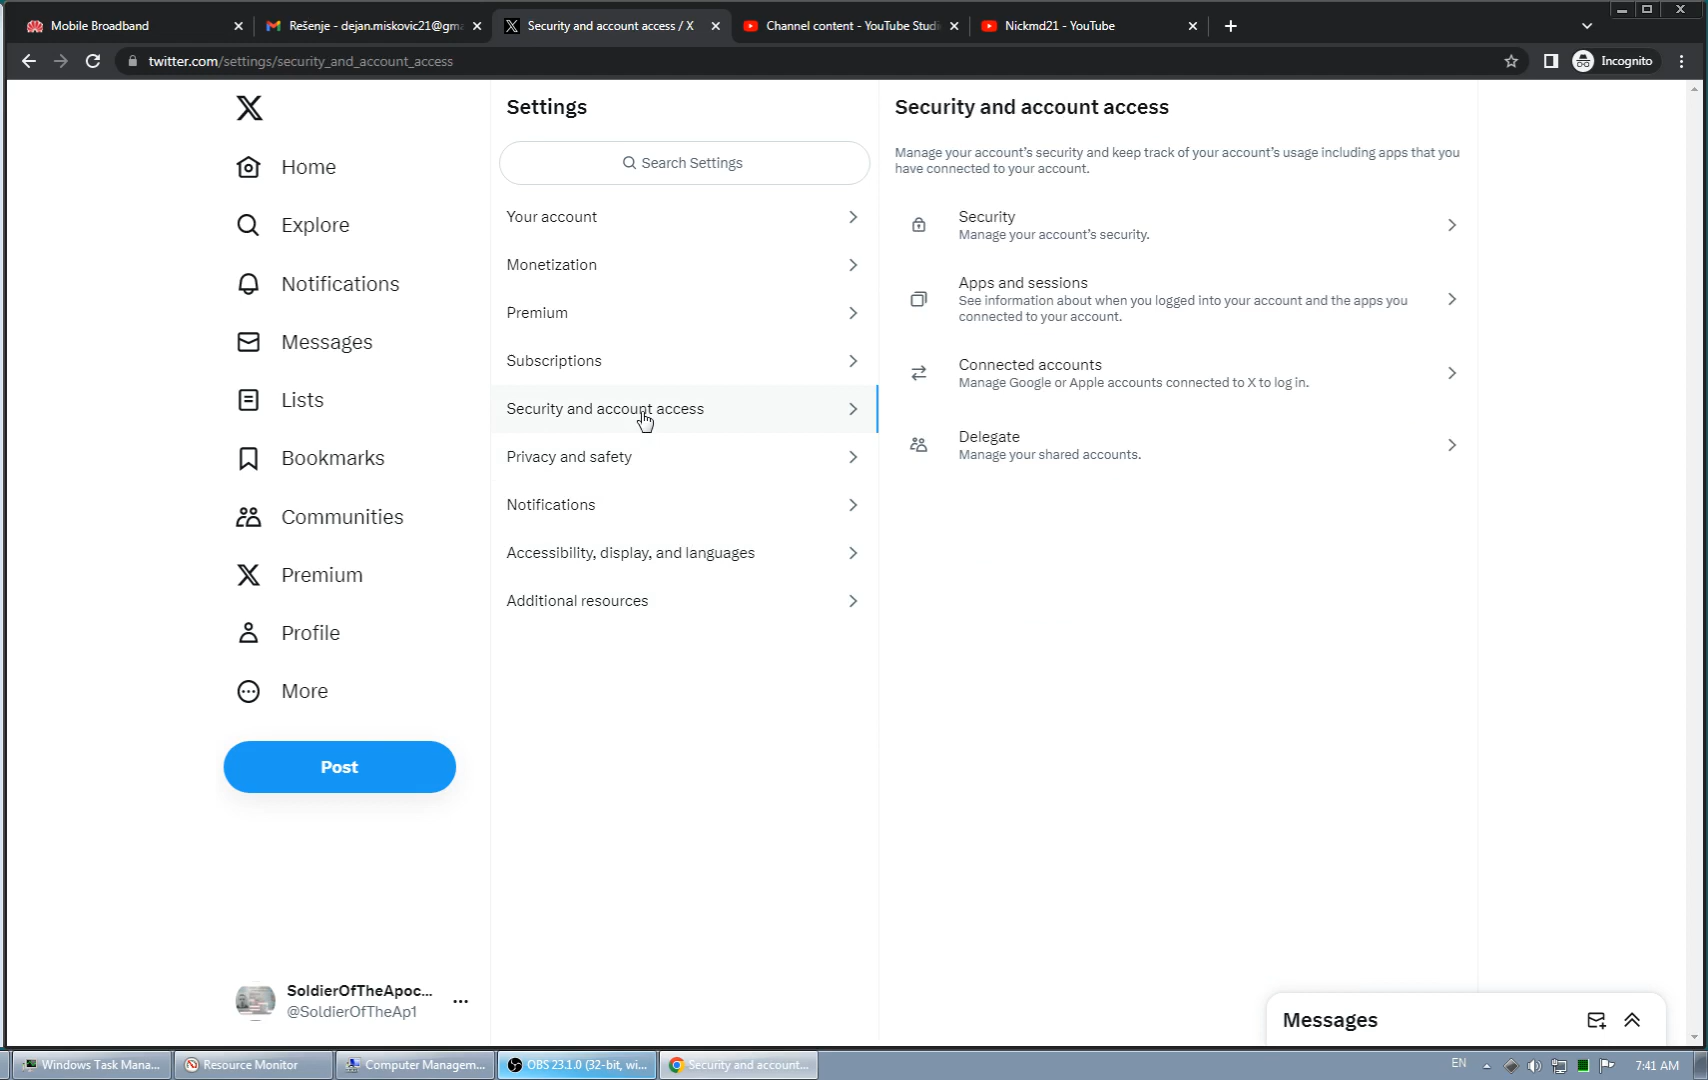 Mobile Broadband
Rešenje - dejan.miskovic21@gma
Security and account access / X
Channel content - YouTube Studi
Nickmd21 - YouTube
twitter.com/settings/security_and_account_access
Incognito
Home
Explore
Notifications
Messages
Lists
Bookmarks
Communities
Premium
Profile
More
Post
SoldierOfTheApoc...
@SoldierOfTheAp1
Settings
Search Settings
Your account
Monetization
Premium
Subscriptions
Security and account access
Privacy and safety
Notifications
Accessibility, display, and languages
Additional resources
Security and account access
Manage your account's security and keep track of your account's usage including apps that you
have connected to your account.
Security
Manage your account's security.
Apps and sessions
See information about when you logged into your account and the apps you
connected to your account.
Connected accounts
Manage Google or Apple accounts connected to X to log in.
Delegate
Manage your shared accounts.
Messages
Windows Task Mana...
Resource Monitor
Computer Managem...
OBS 23.1.0 (32-bit, wi...
Security and account...
EN
7:41 AM